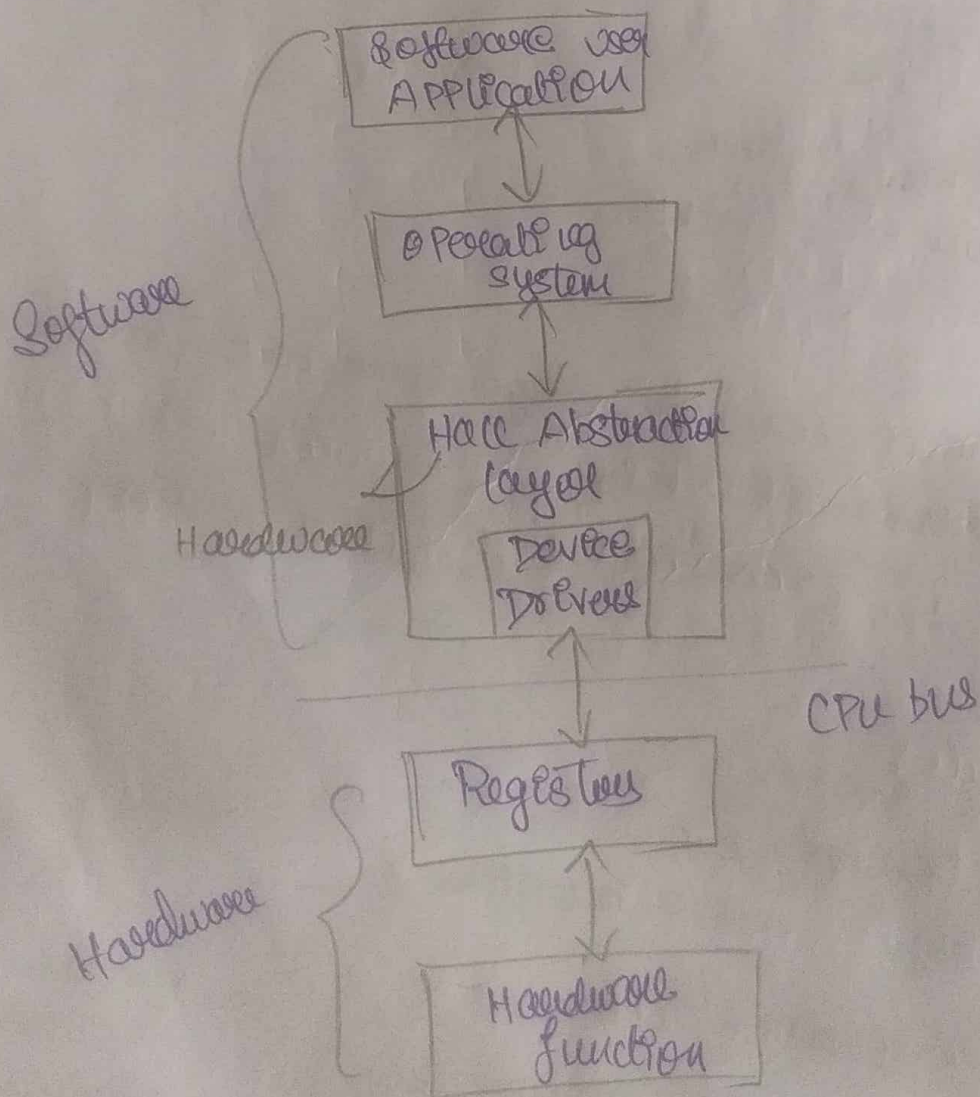 Software user
APPlication
Operating
system
Software
Hall Abstraction
layer
Hardware
Device
Drivers
CPU bus
Registers
Hardware
Hardware
function